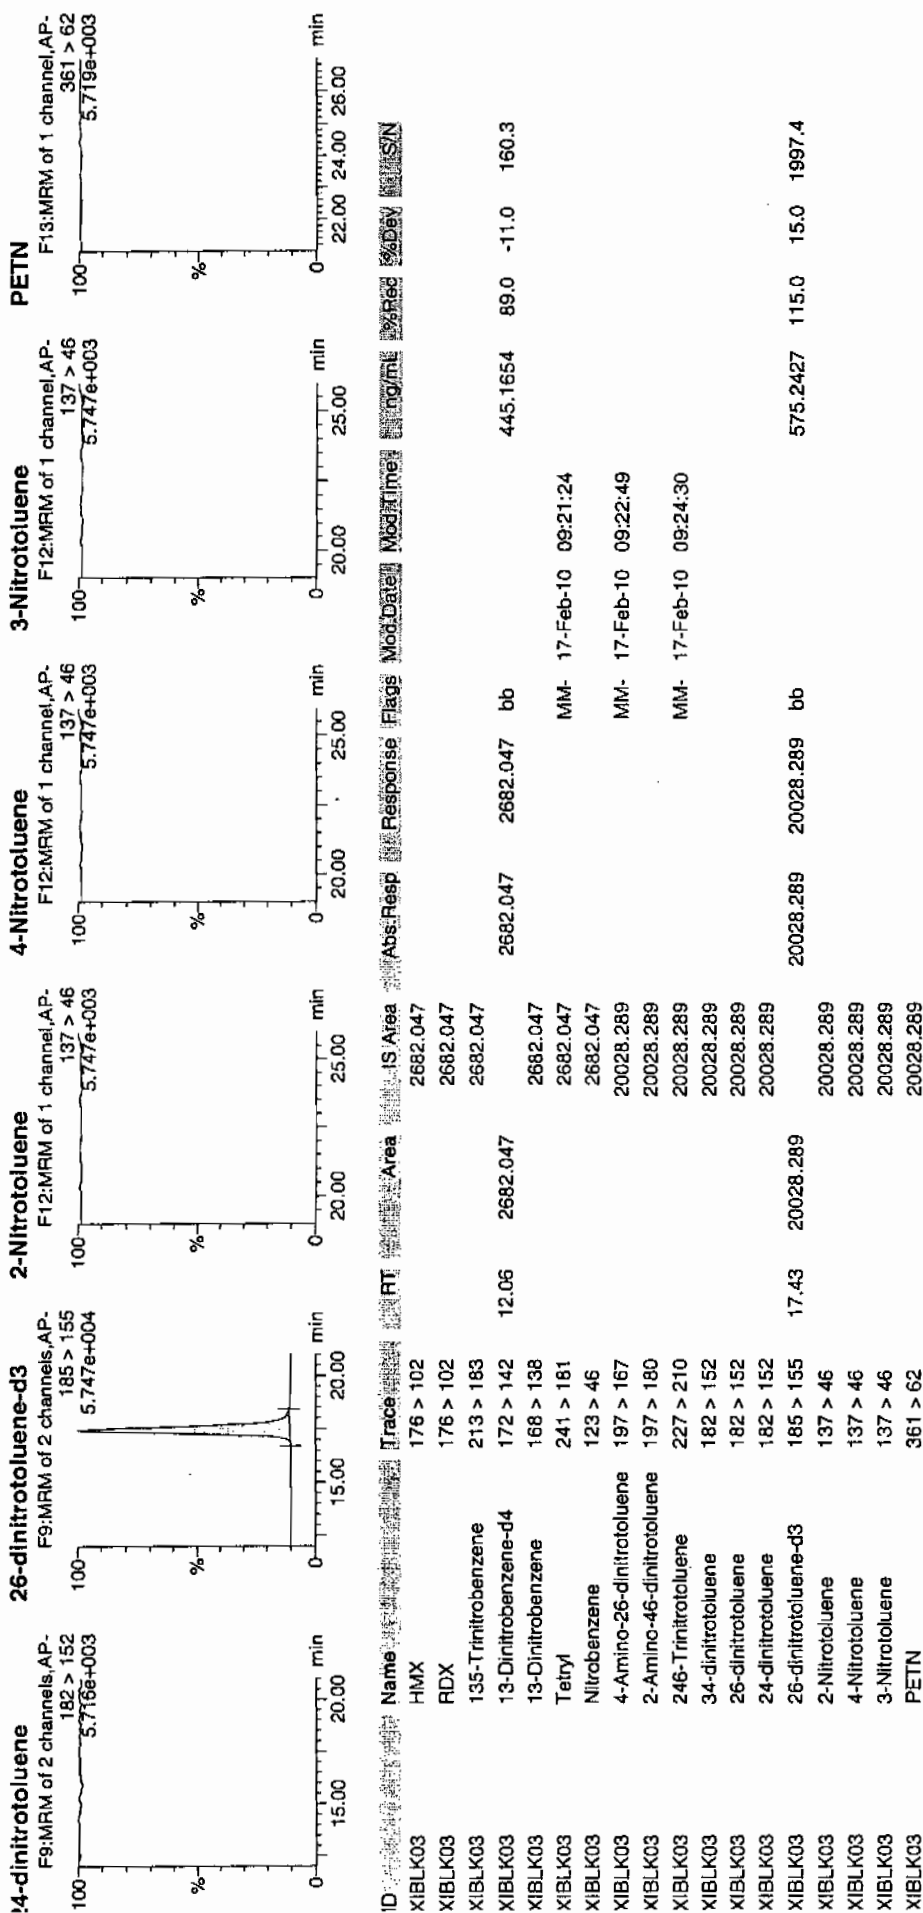 !4-dinitrotoluene
F9:MRM of 2 channels,AP-
182 > 152
5.716e+003
100
%
0
15.00 20.00 min
26-dinitrotoluene-d3
F9:MRM of 2 channels,AP-
185 > 155
5.747e+004
100
%
0
15.00 20.00 min
2-Nitrotoluene
F12:MRM of 1 channel,AP-
137 > 46
5.747e+003
100
%
0
20.00 25.00 min
4-Nitrotoluene
F12:MRM of 1 channel,AP-
137 > 46
5.747e+003
100
%
0
20.00 25.00 min
3-Nitrotoluene
F12:MRM of 1 channel,AP-
137 > 46
5.747e+003
100
%
0
20.00 25.00 min
PETN
F13:MRM of 1 channel,AP-
361 > 62
5.719e+003
100
%
0
22.00 24.00 26.00 min
ID Name Trace RT Area IS Area Abs.Resp Response Flags Mod.Date Mod.Time ng/mL %Rec %Dev S/N
XIBLK03 HMX 176 > 102 2682.047
XIBLK03 RDX 176 > 102 2682.047
XIBLK03 135-Trinitrobenzene 213 > 183 2682.047
XIBLK03 13-Dinitrobenzene-d4 172 > 142 12.06 2682.047 2682.047 2682.047 bb 445.1654 89.0 -11.0 160.3
XIBLK03 13-Dinitrobenzene 168 > 138 2682.047
XIBLK03 Tetryl 241 > 181 2682.047 MM- 17-Feb-10 09:21:24
XIBLK03 Nitrobenzene 123 > 46 2682.047
XIBLK03 4-Amino-26-dinitrotoluene 197 > 167 20028.289
XIBLK03 2-Amino-46-dinitrotoluene 197 > 180 20028.289 MM- 17-Feb-10 09:22:49
XIBLK03 246-Trinitrotoluene 227 > 210 20028.289 MM- 17-Feb-10 09:24:30
XIBLK03 34-dinitrotoluene 182 > 152 20028.289
XIBLK03 26-dinitrotoluene 182 > 152 20028.289
XIBLK03 24-dinitrotoluene 182 > 152 20028.289
XIBLK03 26-dinitrotoluene-d3 185 > 155 17.43 20028.289 20028.289 20028.289 bb 575.2427 115.0 15.0 1997.4
XIBLK03 2-Nitrotoluene 137 > 46 20028.289
XIBLK03 4-Nitrotoluene 137 > 46 20028.289
XIBLK03 3-Nitrotoluene 137 > 46 20028.289
XIBLK03 PETN 361 > 62 20028.289